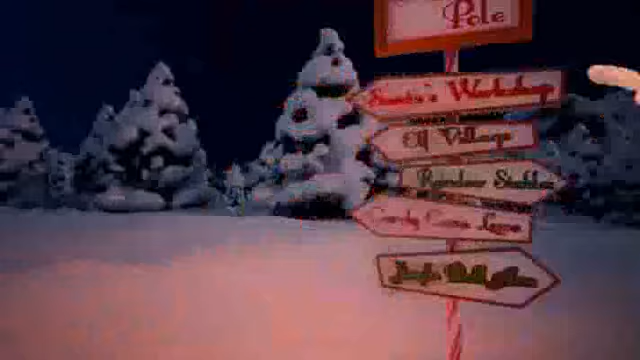 Pole
Santa's Workshop
Elf Village
Reindeer Stables
Candy Cane Lane